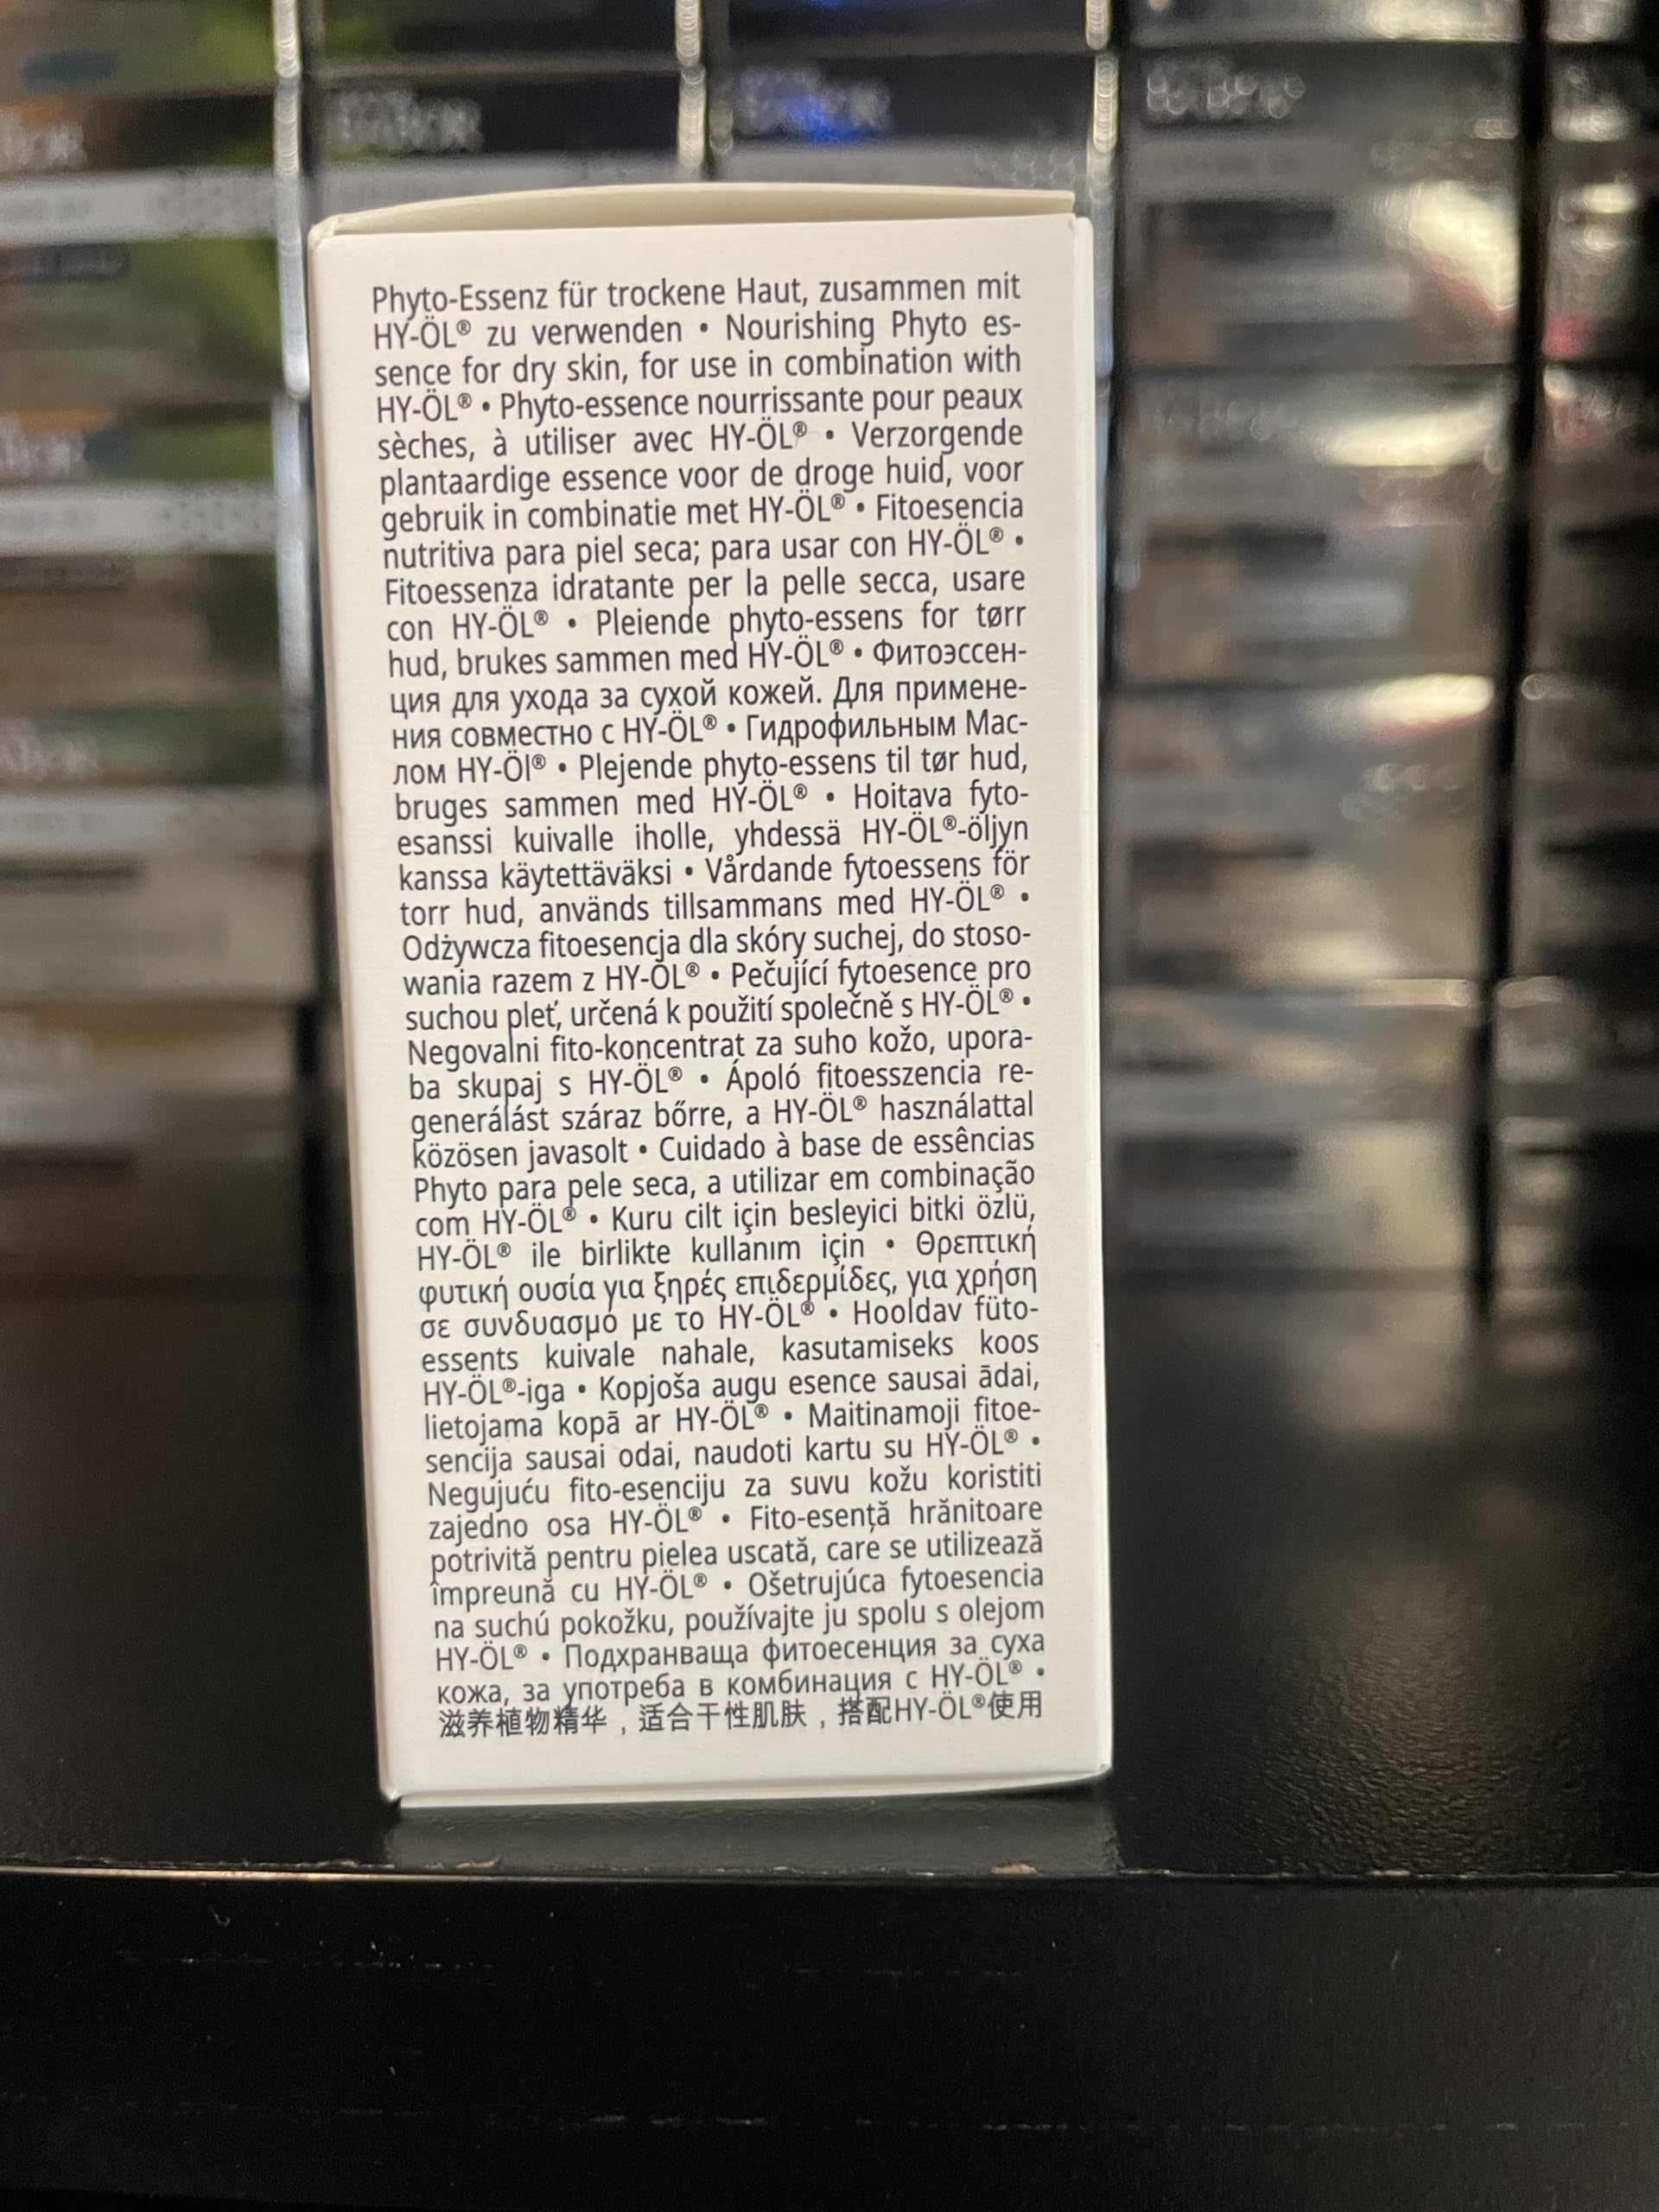 Phyto-Essenz für trockene Haut, zusammen mit
HY-ÖL® zu verwenden • Nourishing Phyto es-
sence for dry skin, for use in combination with
HY-ÖL® • Phyto-essence nourrissante pour peaux
sèches, à utiliser avec HY-ÖL® • Verzorgende
plantaardige essence voor de droge huid, voor
gebruik in combinatie met HY-ÖL® • Fitoesencia
nutritiva para piel seca; para usar con HY-ÖL® •
Fitoessenza idratante per la pelle secca, usare
con HY-ÖL® • Pleiende phyto-essens for tørr
hud, brukes sammen med HY-ÖL® • Фитоэссен-
ция для ухода за сухой кожей. Для примене-
ния совместно с HY-ÖL® • Гидрофильным Мас-
лом HY-Öl® • Plejende phyto-essens til tør hud,
bruges sammen med HY-ÖL® • Hoitava fyto-
esanssi kuivalle iholle, yhdessä HY-ÖL®-öljyn
kanssa käytettäväksi • Vårdande fytoessens för
torr hud, används tillsammans med HY-ÖL® •
Odżywcza fitoesencja dla skóry suchej, do stoso-
wania razem z HY-ÖL® • Pečující fytoesence pro
suchou pleť, určená k použití společně s HY-ÖL® •
Negovalni fito-koncentrat za suho kožo, upora-
ba skupaj s HY-ÖL® • Ápoló fitoesszencia re-
generálást száraz bőrre, a HY-ÖL® használattal
közösen javasolt • Cuidado à base de essências
Phyto para pele seca, a utilizar em combinação
com HY-ÖL® • Kuru cilt için besleyici bitki özlü,
HY-ÖL® ile birlikte kullanım için • Θρεπτική
φυτική ουσία για ξηρές επιδερμίδες, για χρήση
σε συνδυασμό με το HY-ÖL® • Hooldav füto-
essents kuivale nahale, kasutamiseks koos
HY-ÖL®-iga • Kopjoša augu esence sausai ādai,
lietojama kopā ar HY-ÖL® • Maitinamoji fitoe-
sencija sausai odai, naudoti kartu su HY-ÖL® •
Negujuću fito-esenciju za suvu kožu koristiti
zajedno osa HY-ÖL® • Fito-esență hrănitoare
potrivită pentru pielea uscată, care se utilizează
împreună cu HY-ÖL® • Ošetrujúca fytoesencia
na suchú pokožku, používajte ju spolu s olejom
HY-ÖL® • Подхранваща фитоесенция за суха
кожа, за употреба в комбинация с HY-ÖL® •
滋养植物精华，适合干性肌肤，搭配HY-ÖL®使用